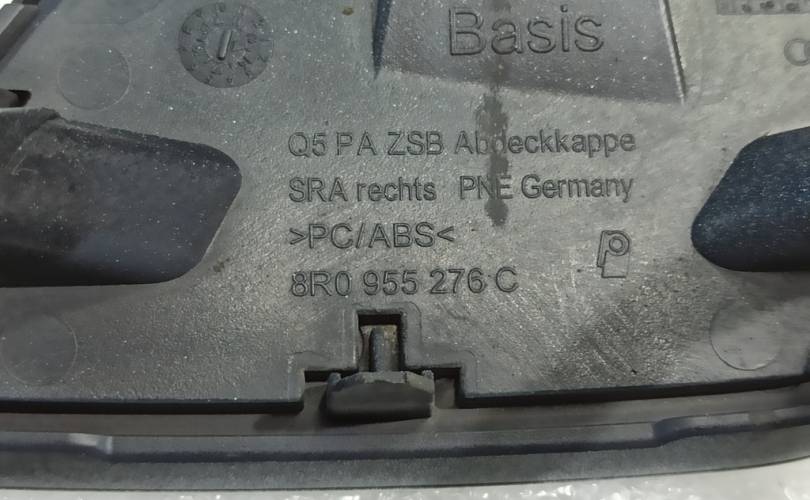 Basis
Q5 PA ZSB Abdeckkappe
SRA rechts PNE Germany
>PC/ABS<
8R0 955 276 C